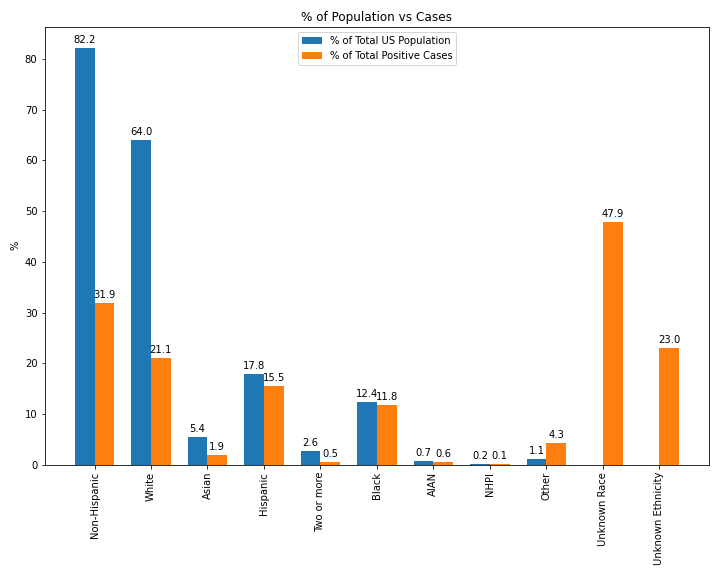 % of Population vs Cases
% of Total US Population
% of Total Positive Cases
%
80
70
60
50
40
30
20
10
0
82.2
31.9
64.0
21.1
5.4
1.9
17.8
15.5
2.6
0.5
12.4
11.8
0.7
0.6
0.2
0.1
1.1
4.3
47.9
23.0
Non-Hispanic
White
Asian
Hispanic
Two or more
Black
AIAN
NHPI
Other
Unknown Race
Unknown Ethnicity